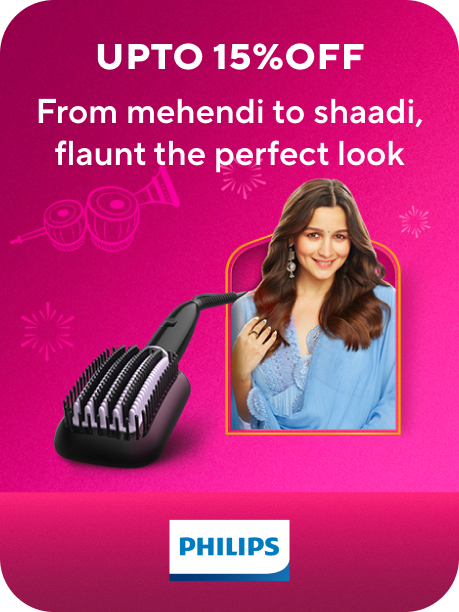 UPTO 15%OFF
From mehendi to shaadi,
flaunt the perfect look
PHILIPS